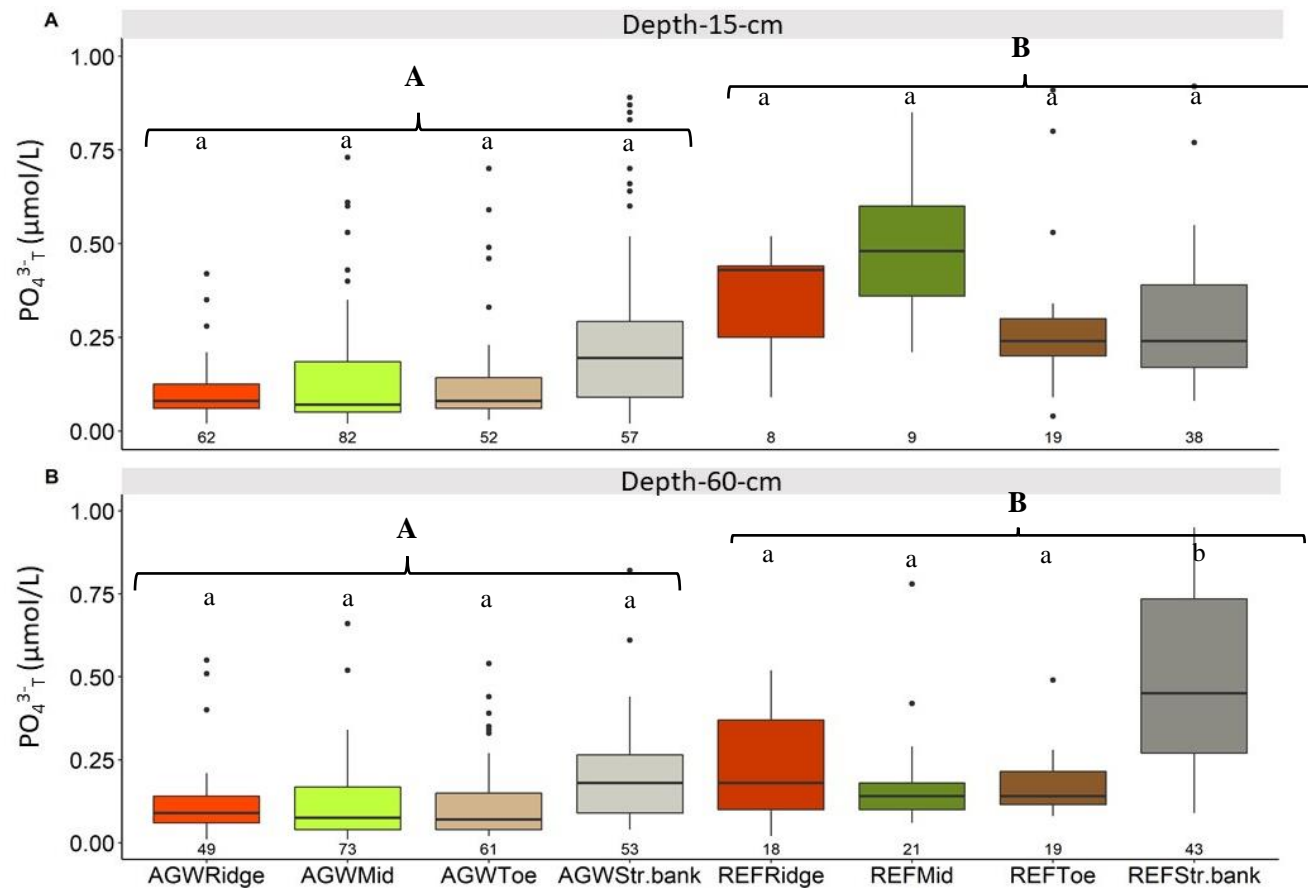 A
Depth-15-cm
1.00
B
A
a a a a
a a a a
0.75
0.50
0.25
0.00
PO₄³⁻T (µmol/L)
62 82 52 57 8 9 19 38
B
Depth-60-cm
1.00
B
A
a a a b
a a a a
0.75
0.50
0.25
0.00
PO₄³⁻T (µmol/L)
49 73 61 53 18 21 19 43
AGWRidge AGWMid AGWToe AGWStr.bank REFRidge REFMid REFToe REFStr.bank